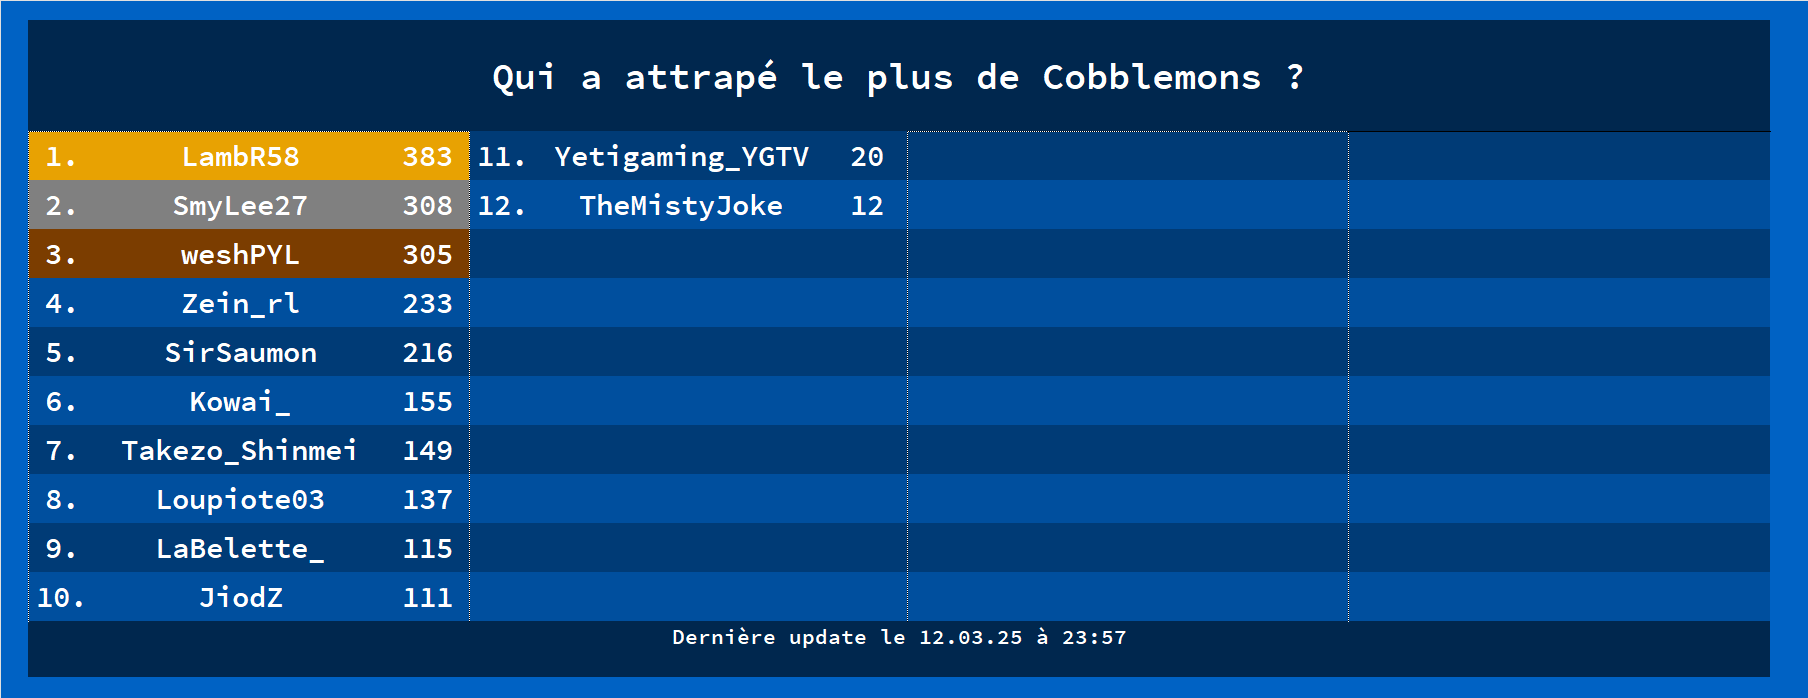 Qui a attrapé le plus de Cobblemons ?
1. LambR58 383
2. SmyLee27 308
3. weshPYL 305
4. Zein_rl 233
5. SirSaumon 216
6. Kowai_ 155
7. Takezo_Shinmei 149
8. Loupiote03 137
9. LaBelette_ 115
10. JiodZ 111
11. Yetigaming_YGTV 20
12. TheMistyJoke 12
Dernière update le 12.03.25 à 23:57